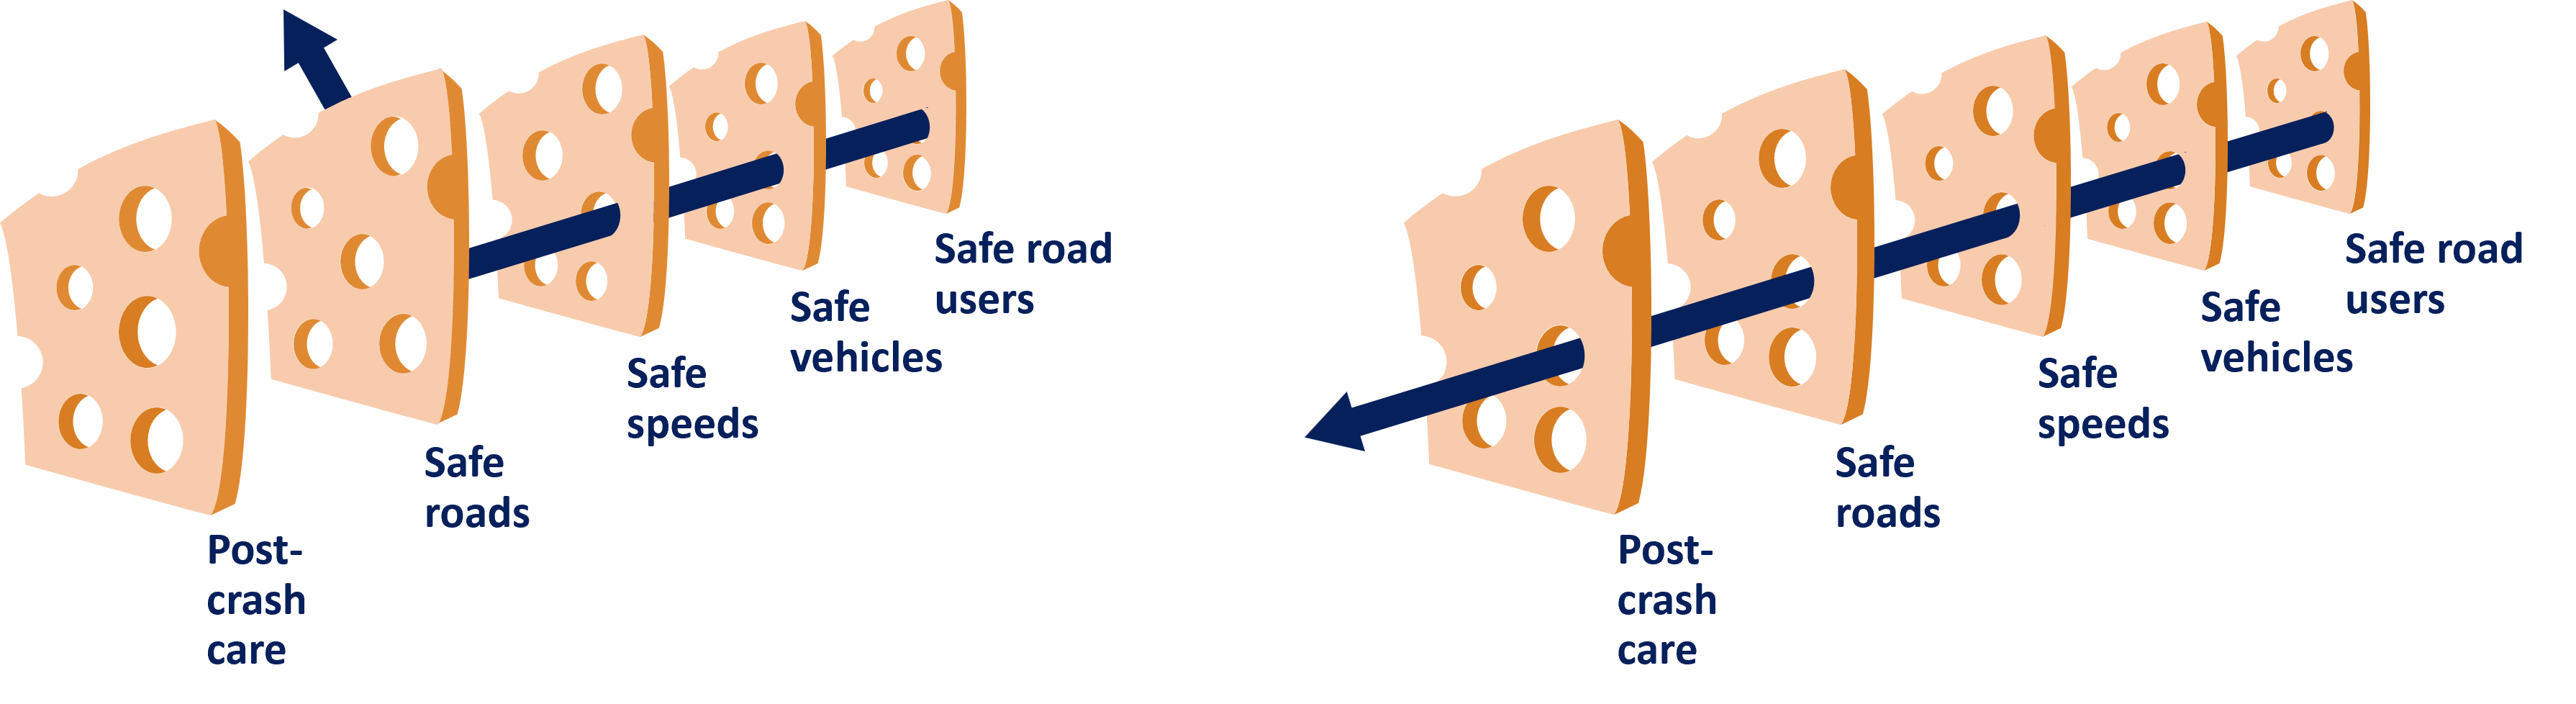 Safe road
users
Safe
vehicles
Safe
speeds
Safe
roads
Post-
crash
care
Safe road
users
Safe
vehicles
Safe
speeds
Safe
roads
Post-
crash
care